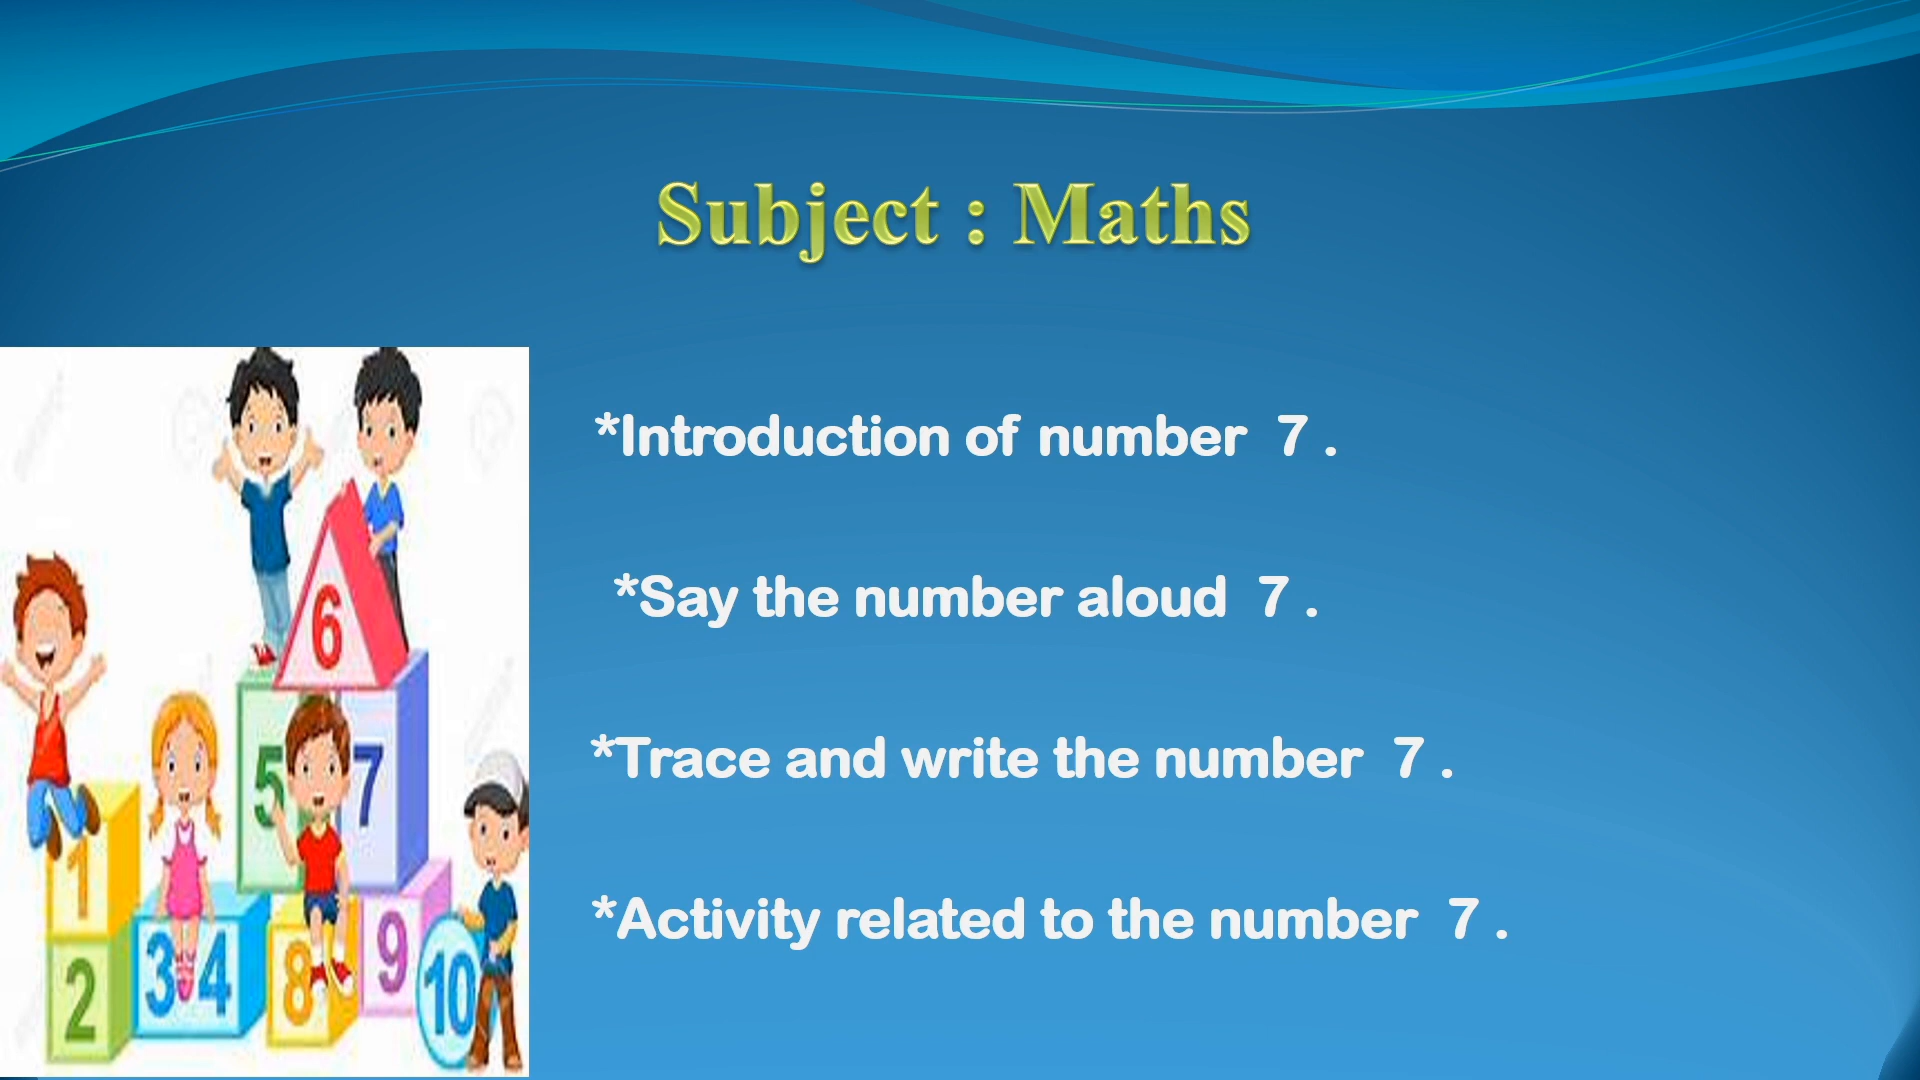 Subject : Maths
*Introduction of number 7 .
*Say the number aloud 7 .
*Trace and write the number 7 .
*Activity related to the number 7 .
6
5 7
1
2 3 4 8 9 10